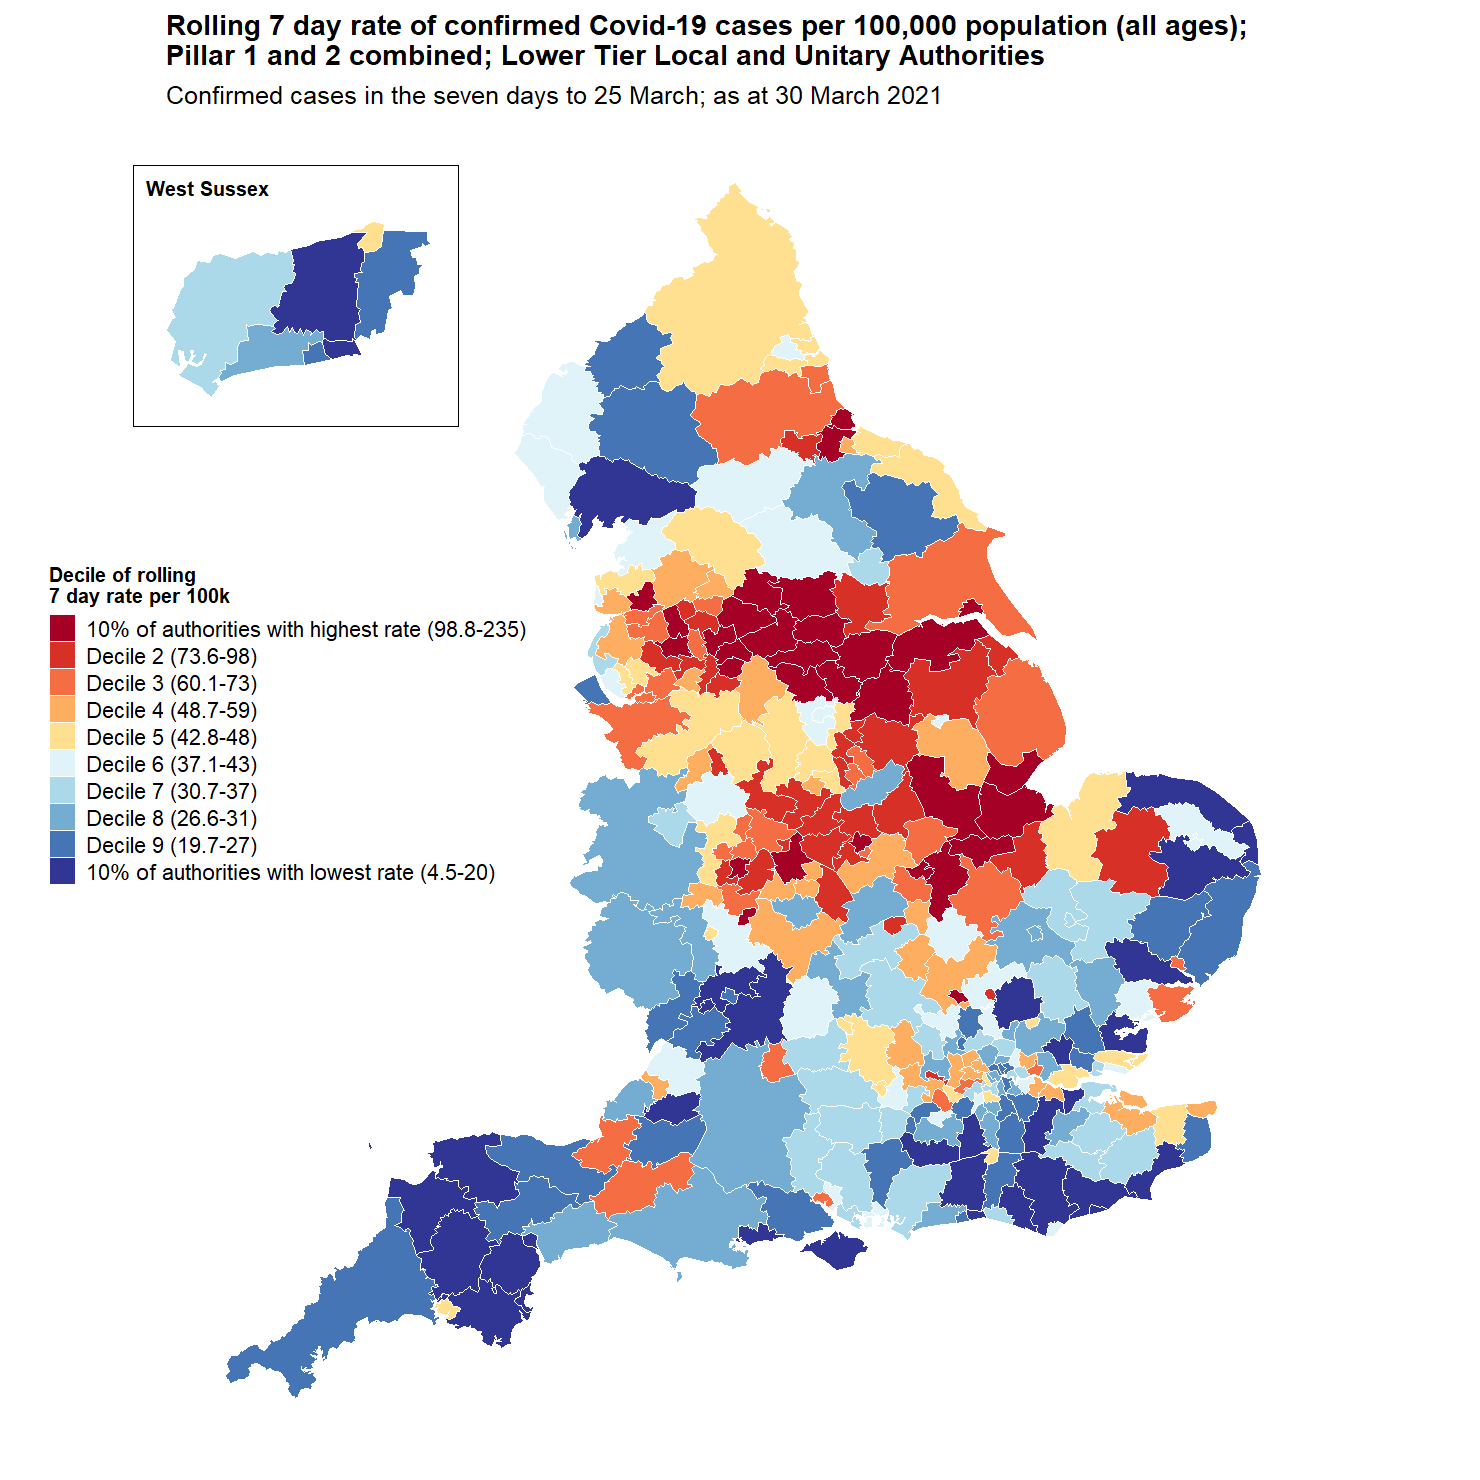 Rolling 7 day rate of confirmed Covid-19 cases per 100,000 population (all ages);
Pillar 1 and 2 combined; Lower Tier Local and Unitary Authorities
Confirmed cases in the seven days to 25 March; as at 30 March 2021
West Sussex
Decile of rolling
7 day rate per 100k
10% of authorities with highest rate (98.8-235)
Decile 2 (73.6-98)
Decile 3 (60.1-73)
Decile 4 (48.7-59)
Decile 5 (42.8-48)
Decile 6 (37.1-43)
Decile 7 (30.7-37)
Decile 8 (26.6-31)
Decile 9 (19.7-27)
10% of authorities with lowest rate (4.5-20)